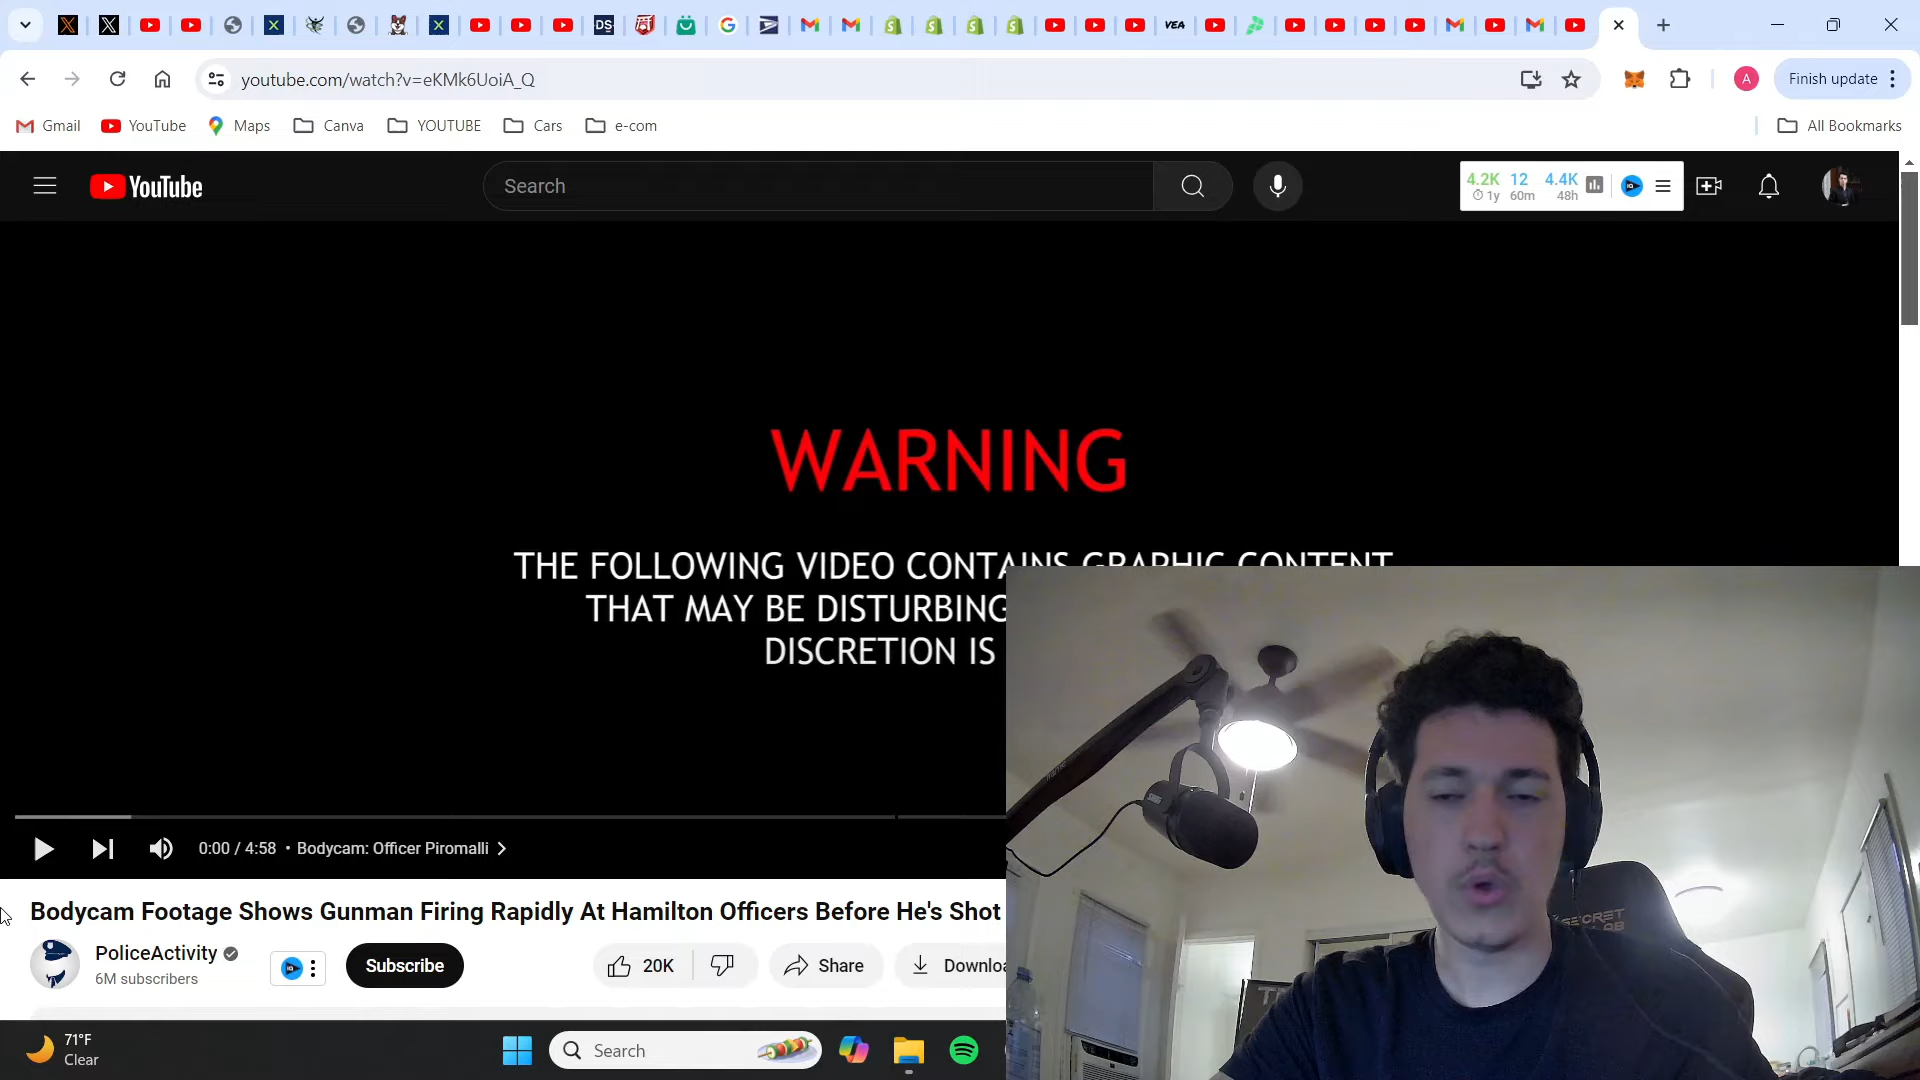 youtube.com/watch?v=eKMk6UoiA_Q
Finish update
Gmail
YouTube
Maps
Canva
YOUTUBE
Cars
e-com
All Bookmarks
YouTube
Search
4.2K 12 4.4K
1y 60m 48h
WARNING
THE FOLLOWING VIDEO CONTAINS GRAPHIC CONTENT
THAT MAY BE DISTURBING
DISCRETION IS
0:00 / 4:58 • Bodycam: Officer Piromalli
Bodycam Footage Shows Gunman Firing Rapidly At Hamilton Officers Before He's Shot
PoliceActivity
6M subscribers
Subscribe
20K
Share
Downloa
SECRET
LAB
71°F
Clear
Search